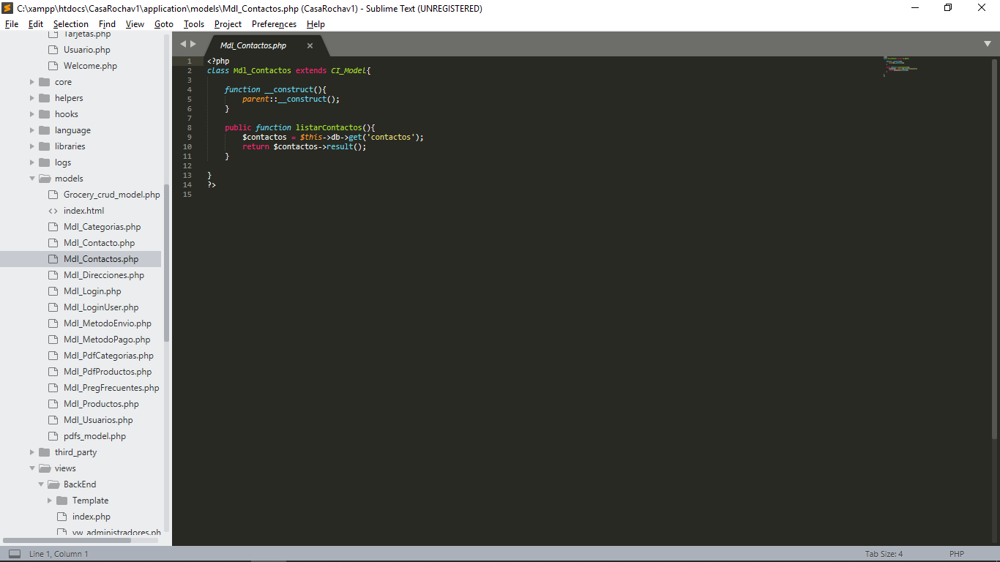 C:\xampp\htdocs\CasaRochav1\application\models\Mdl_Contactos.php (CasaRochav1) - Sublime Text (UNREGISTERED)
File Edit Selection Find View Goto Tools Project Preferences Help
Tarjetas.php
Usuario.php
Welcome.php
core
helpers
hooks
language
libraries
logs
models
Grocery_crud_model.php
index.html
Mdl_Categorias.php
Mdl_Contacto.php
Mdl_Contactos.php
Mdl_Direcciones.php
Mdl_Login.php
Mdl_LoginUser.php
Mdl_MetodoEnvio.php
Mdl_MetodoPago.php
Mdl_PdfCategorias.php
Mdl_PdfProductos.php
Mdl_PregFrecuentes.php
Mdl_Productos.php
Mdl_Usuarios.php
pdfs_model.php
third_party
views
BackEnd
Template
index.php
vw_administradores.ph
Mdl_Contactos.php
1 <?php
2 class Mdl_Contactos extends CI_Model{
3
4 function __construct(){
5 parent::__construct();
6 }
7
8 public function listarContactos(){
9 $contactos = $this->db->get('contactos');
10 return $contactos->result();
11 }
12
13 }
14 ?>
15
Line 1, Column 1
Tab Size: 4
PHP